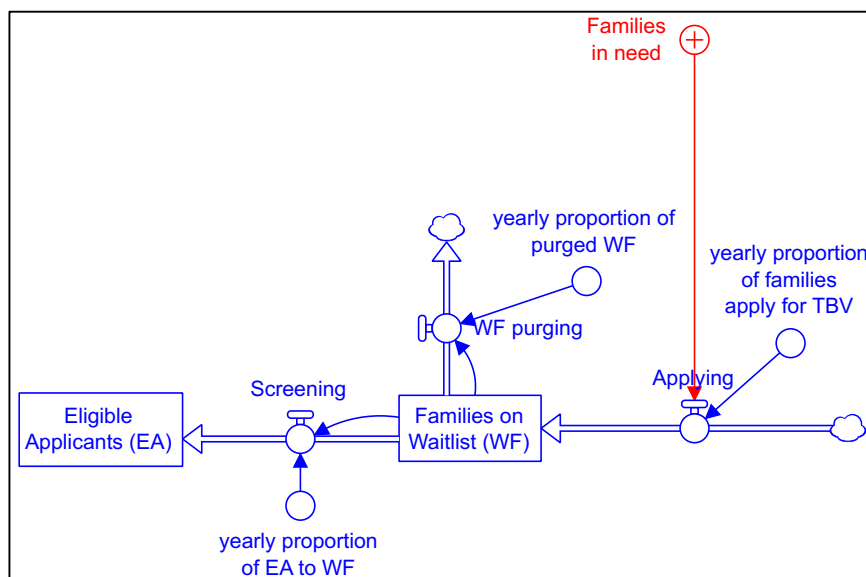 Families
in need
yearly proportion of
purged WF
yearly proportion
of families
apply for TBV
WF purging
Screening
Applying
Eligible
Applicants (EA)
Families on
Waitlist (WF)
yearly proportion
of EA to WF